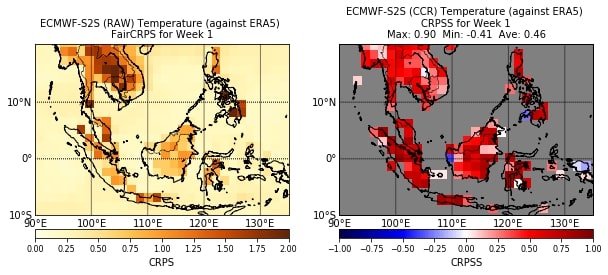 ECMWF-S2S (RAW) Temperature (against ERA5)
FairCRPS for Week 1
10°N
0°
10°S
90°E 100°E 110°E 120°E 130°E
0.00 0.25 0.50 0.75 1.00 1.25 1.50 1.75 2.00
CRPS
ECMWF-S2S (CCR) Temperature (against ERA5)
CRPSS for Week 1
Max: 0.90 Min: -0.41 Ave: 0.46
10°N
0°
10°S
90°E 100°E 110°E 120°E 130°E
−1.00 −0.75 −0.50 −0.25 0.00 0.25 0.50 0.75 1.00
CRPSS